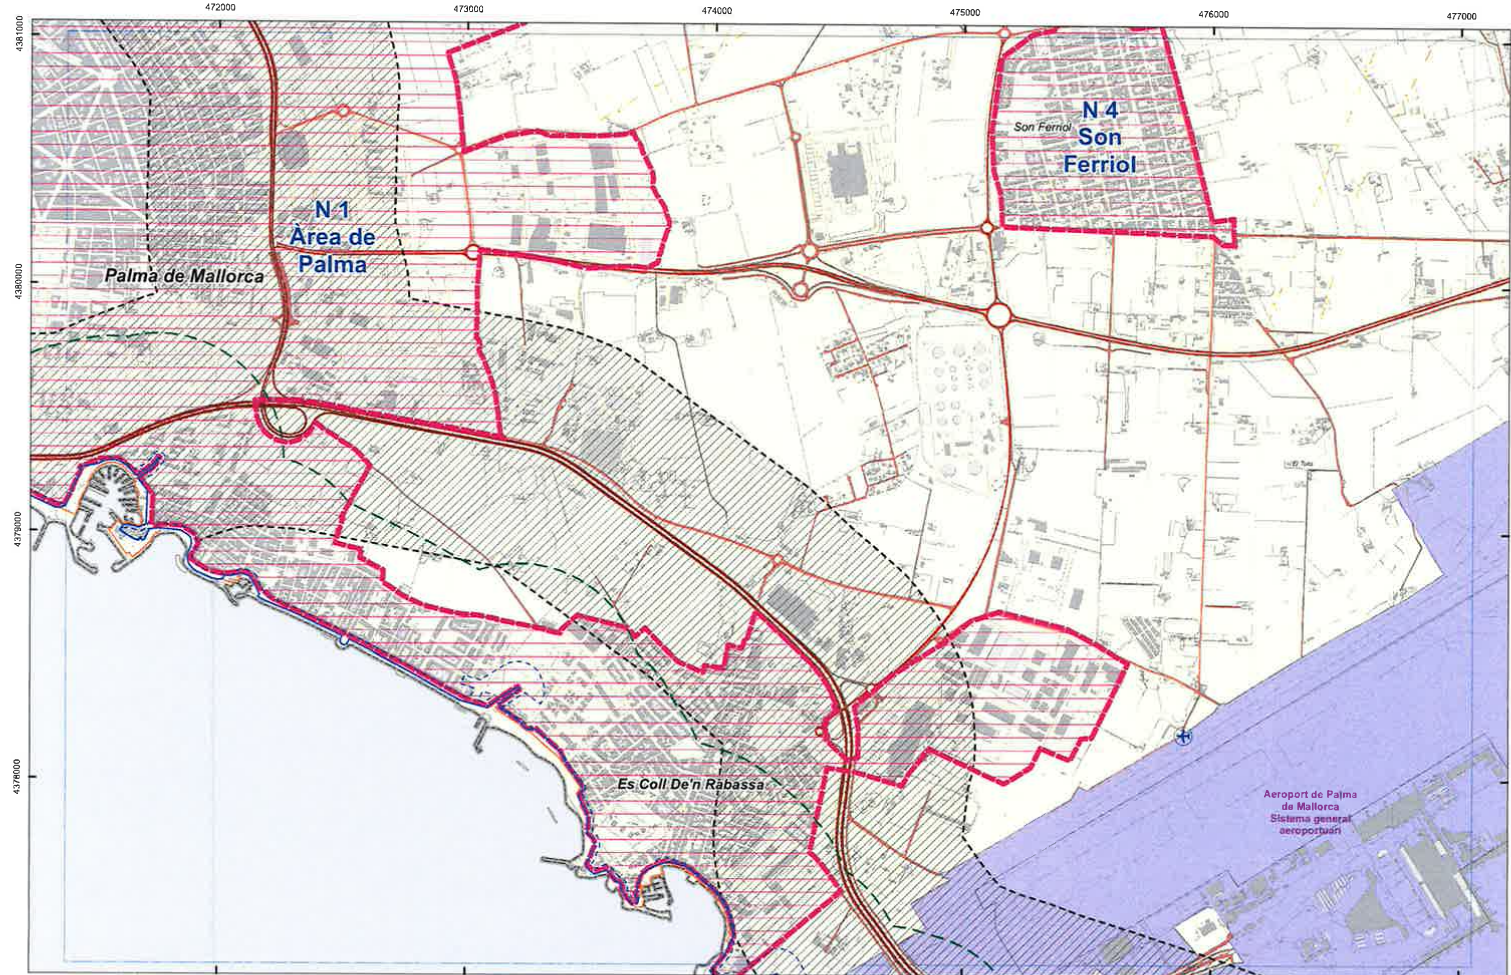 472000
473000
474000
475000
476000
477000
4381000
4380000
4379000
4378000
N 4
Son
Ferriol
Son Ferriol
N 1
Àrea de
Palma
Palma de Mallorca
Es Coll De'n Rabassa
Aeroport de Palma
de Mallorca
Sistema general
aeroportuari